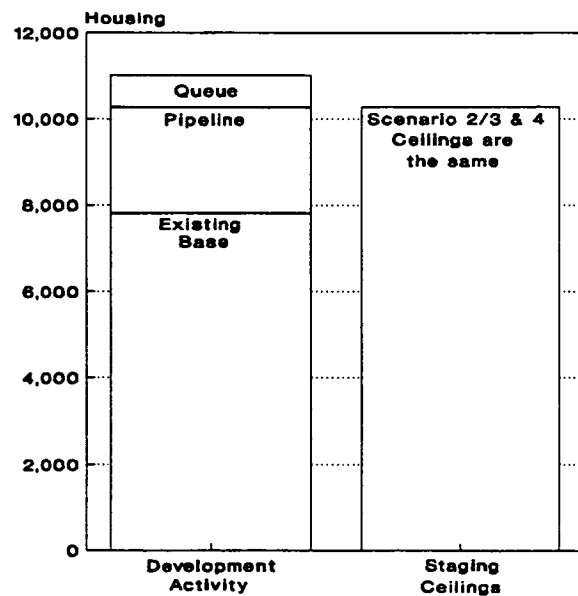 Housing
12,000
10,000
8,000
6,000
4,000
2,000
0
Queue
Pipeline
Existing
Base
Scenario 2/3 & 4
Ceilings are
the same
Development
Activity
Staging
Ceilings